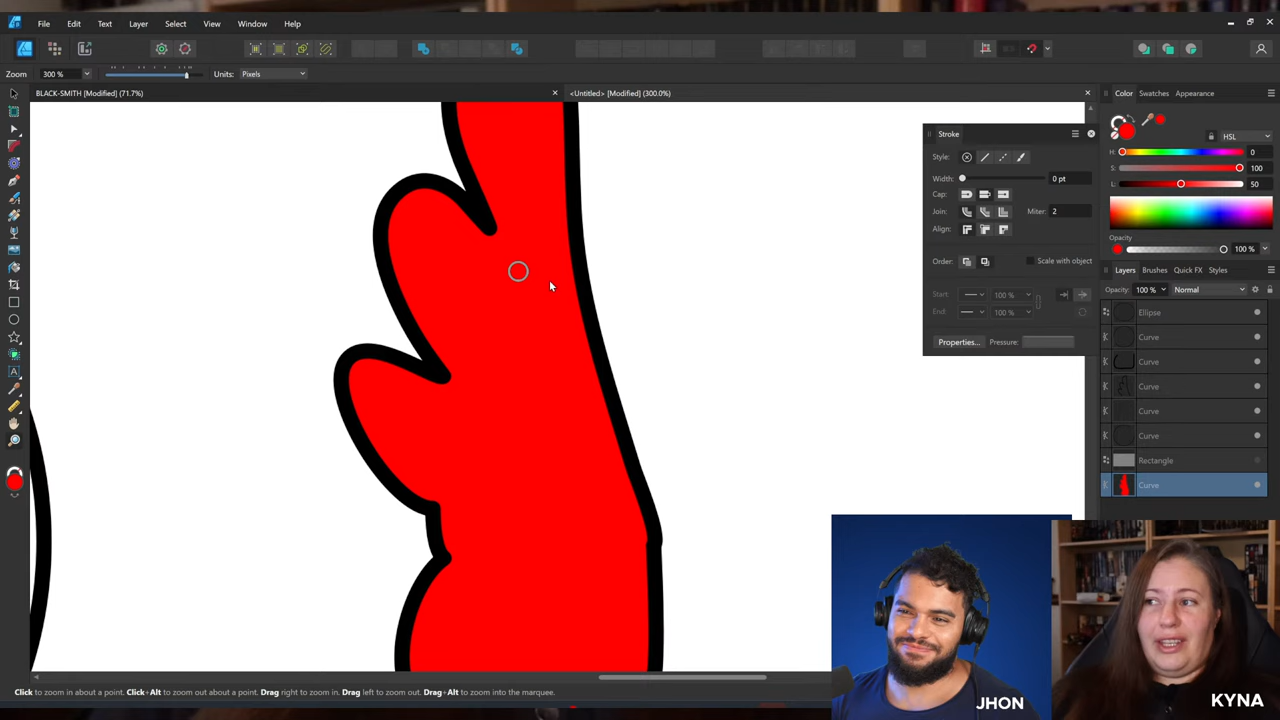 File Edit Text Layer Select View Window Help
Zoom 300 % Units: Pixels
BLACK-SMITH [Modified] (71.7%) <Untitled> [Modified] (300.0%)
Stroke
Style:
Width: 0 pt
Cap:
Join: Miter: 2
Align:
Order: Scale with object
Start: 100 %
End: 100 %
Properties... Pressure:
Color Swatches Appearance
HSL
H: 0
S: 100
L: 50
Opacity
100 %
Layers Brushes Quick FX Styles
Opacity: 100 % Normal
Ellipse
Curve
Curve
Curve
Curve
Curve
Rectangle
Curve
JHON
KYNA
Click to zoom in about a point. Click+Alt to zoom out about a point. Drag right to zoom in. Drag left to zoom out. Drag+Alt to zoom into the marquee.